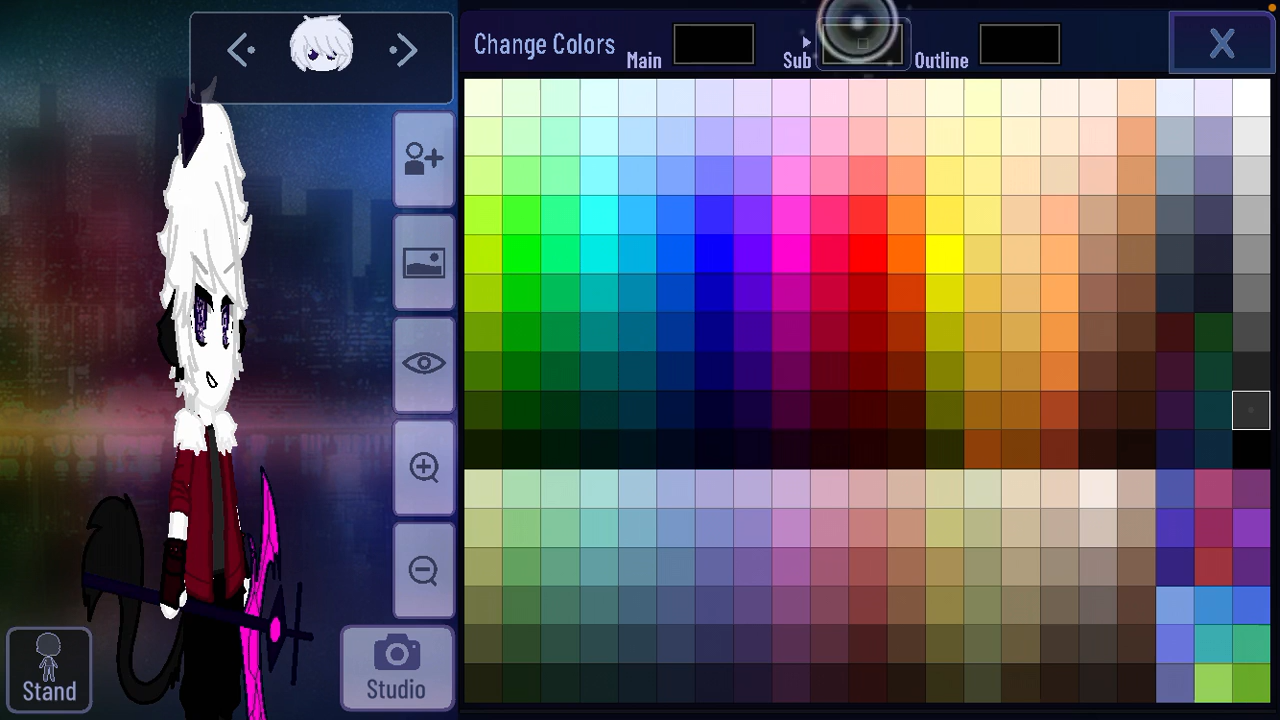 Change Colors
Main
Sub
Outline
X
Stand
Studio